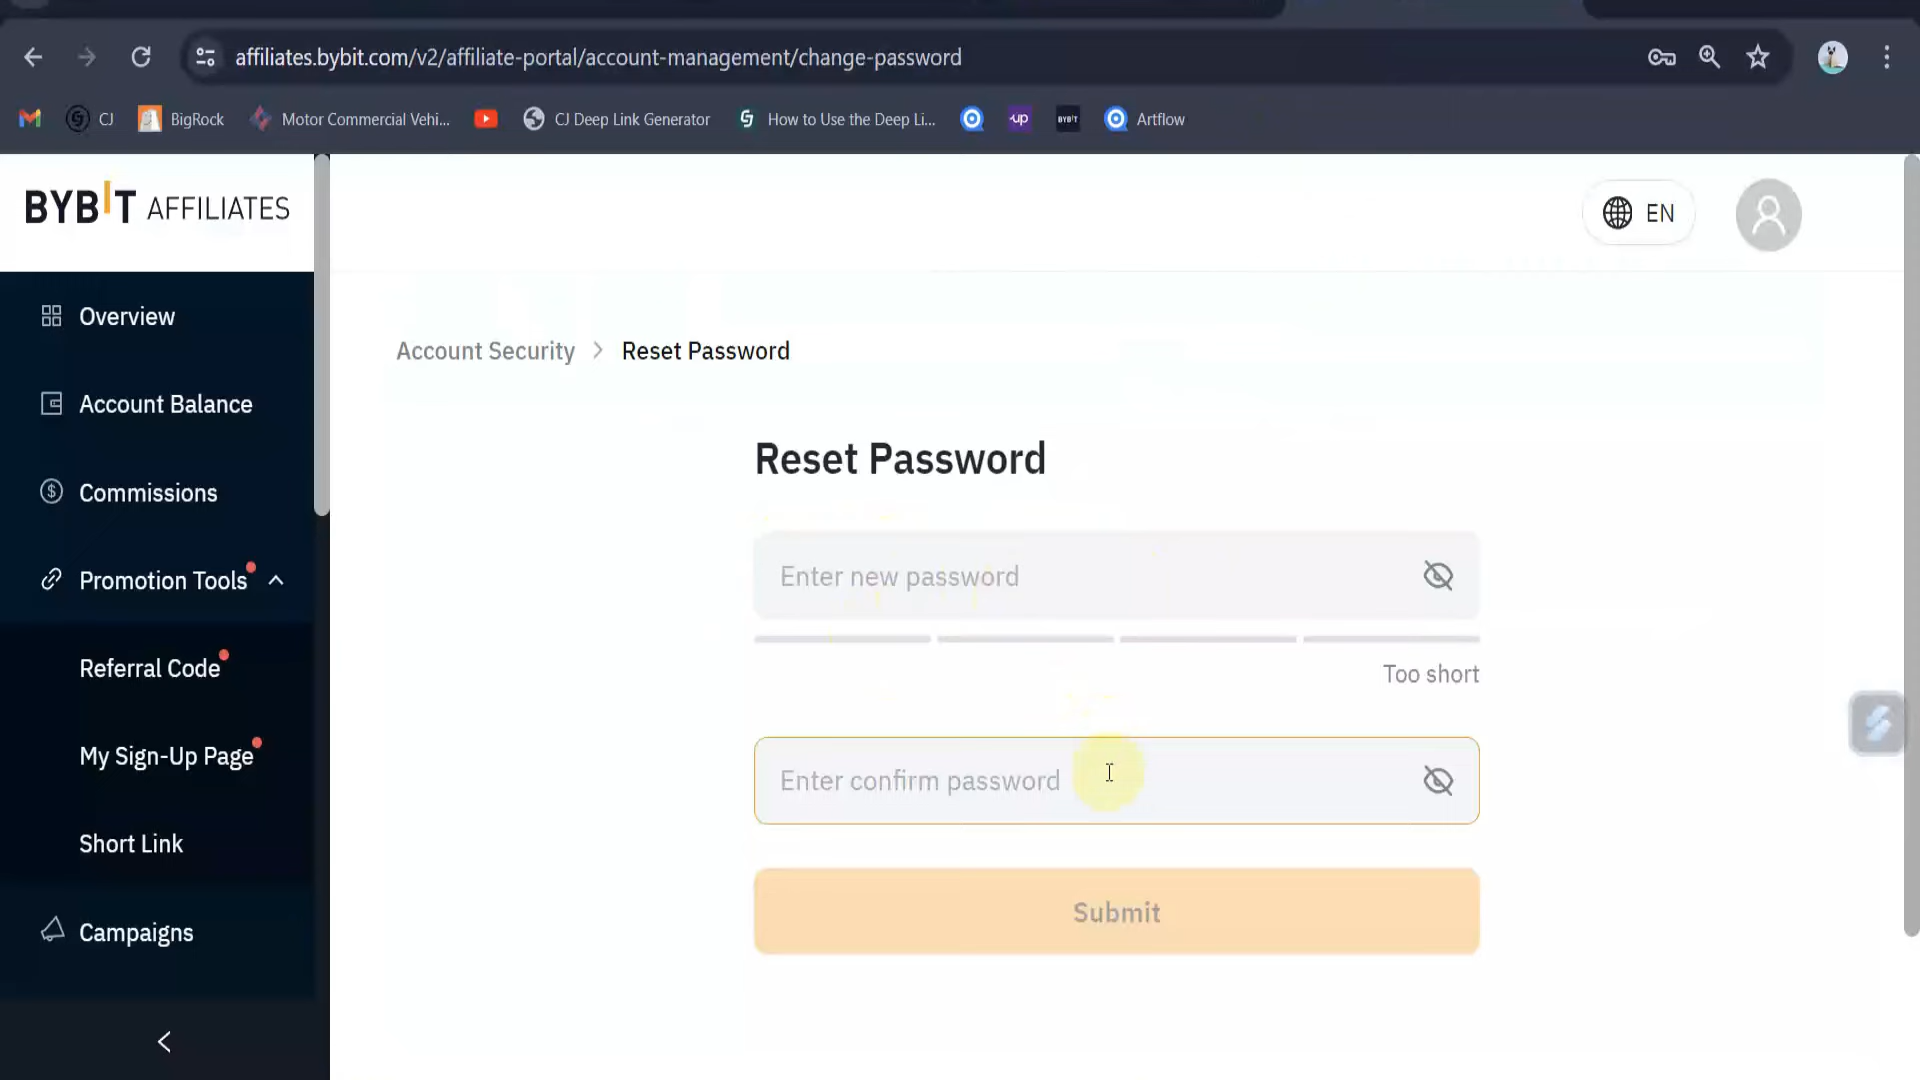 affiliates.bybit.com/v2/affiliate-portal/account-management/change-password
CJ BigRock Motor Commercial Vehi... CJ Deep Link Generator How to Use the Deep Li... up BYBIT Artflow
BYBIT AFFILIATES
EN
Overview
Account Balance
Commissions
Promotion Tools
Referral Code
My Sign-Up Page
Short Link
Campaigns
Account Security > Reset Password
Reset Password
Enter new password
Too short
Enter confirm password
Submit